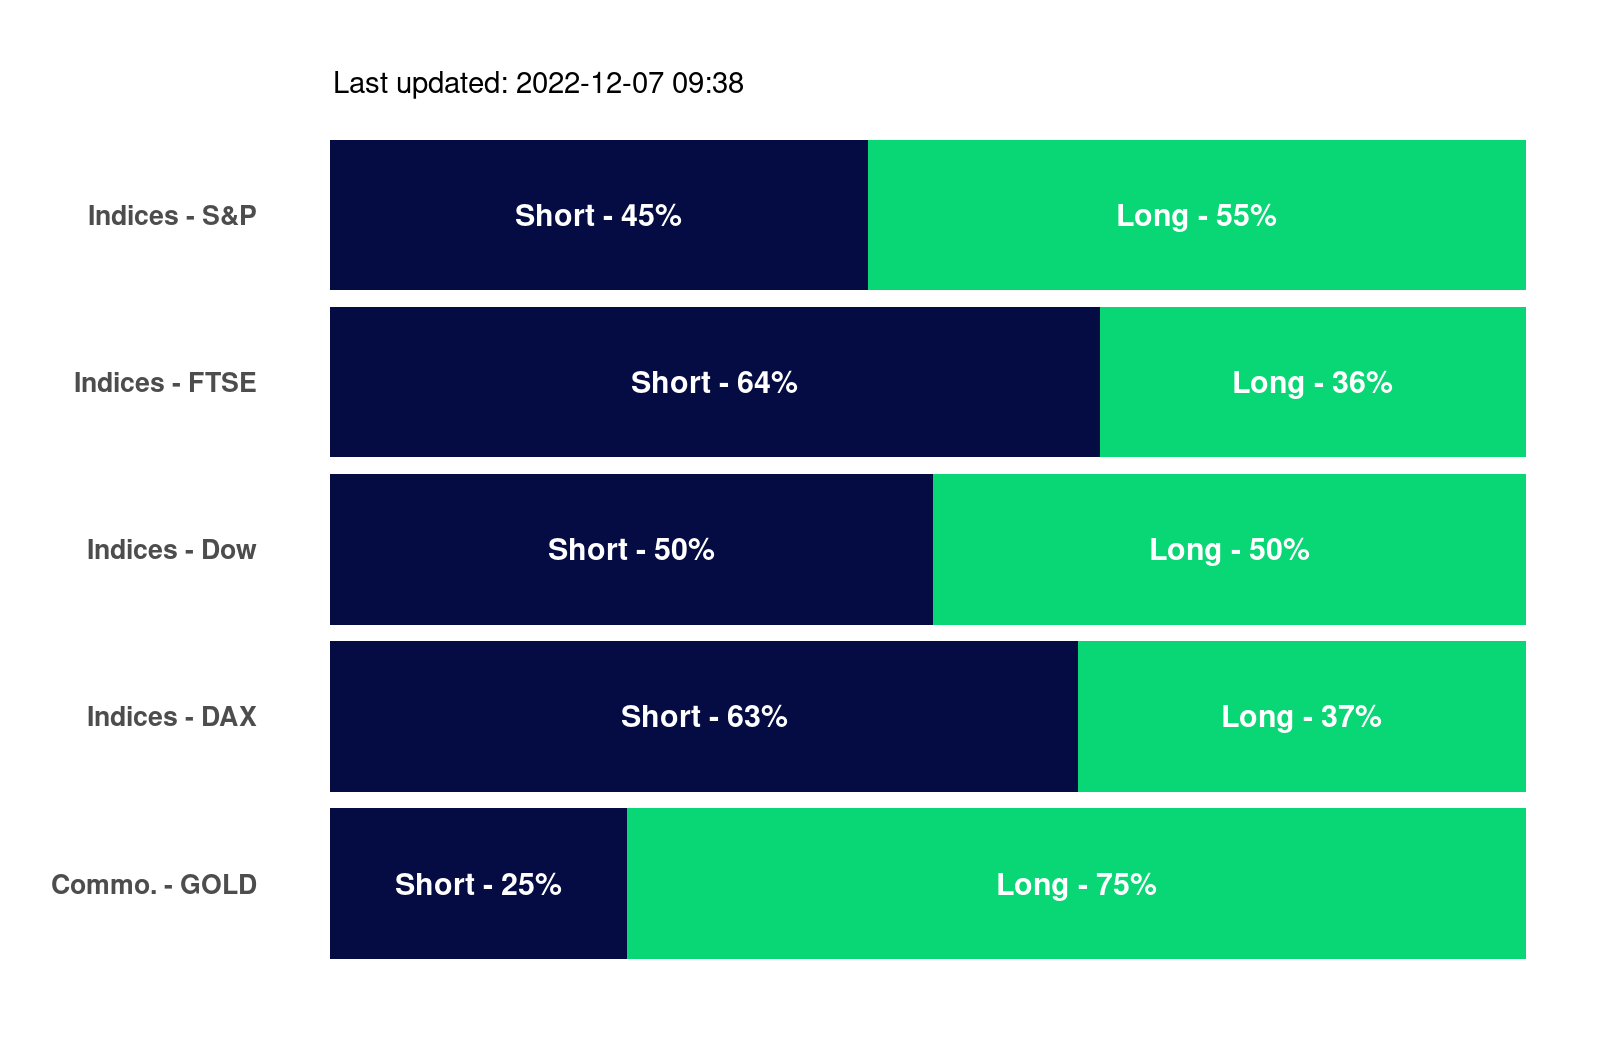 Last updated: 2022-12-07 09:38
Indices - S&P Short - 45% Long - 55%
Indices - FTSE Short - 64% Long - 36%
Indices - Dow Short - 50% Long - 50%
Indices - DAX Short - 63% Long - 37%
Commo. - GOLD Short - 25% Long - 75%